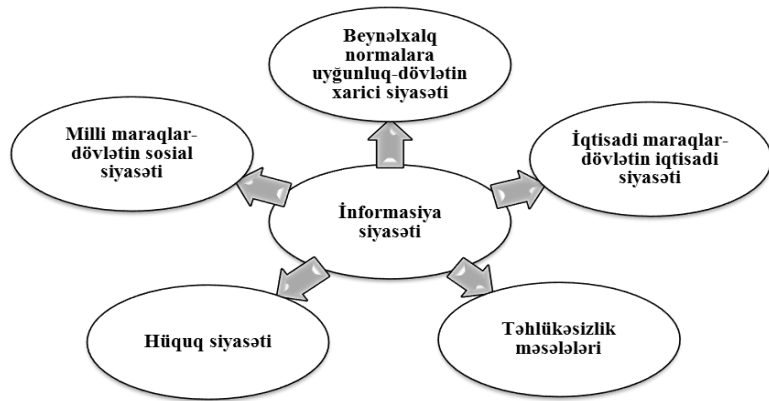 Beynəlxalq
normalara
uyğunluq-dövlətin
xarici siyasəti
Milli maraqlar-
dövlətin sosial
siyasəti
İqtisadi maraqlar-
dövlətin iqtisadi
siyasəti
İnformasiya
siyasəti
Hüquq siyasəti
Təhlükəsizlik
məsələləri